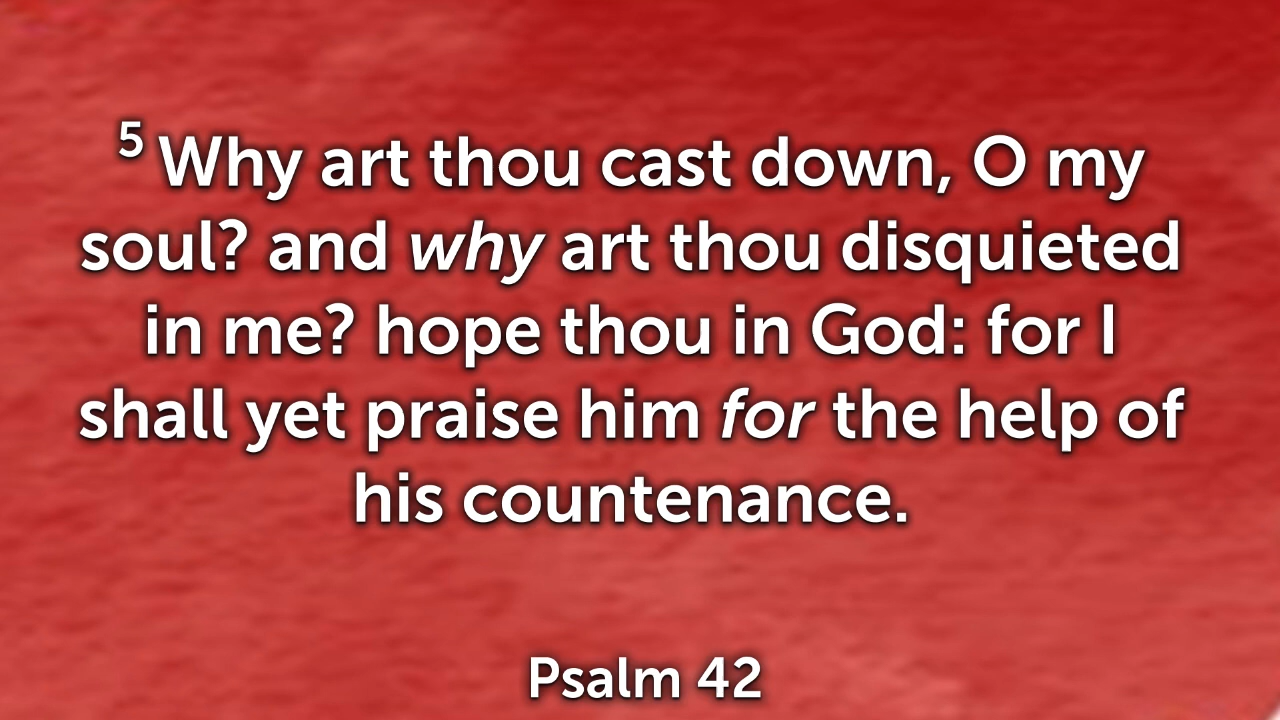 5 Why art thou cast down, O my
soul? and why art thou disquieted
in me? hope thou in God: for I
shall yet praise him for the help of
his countenance.
Psalm 42